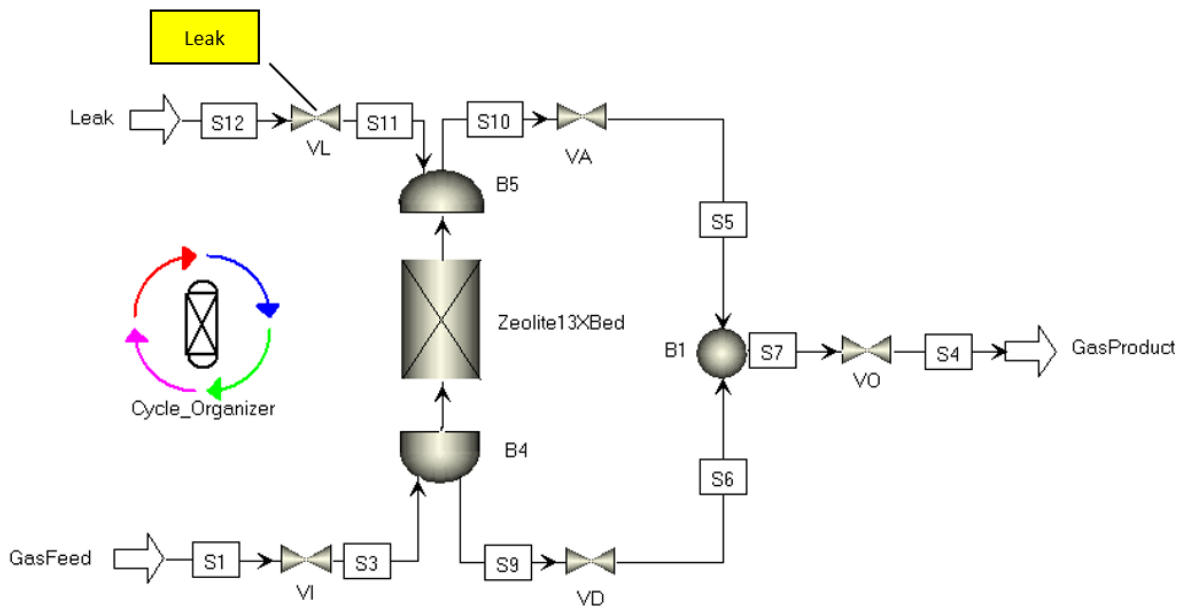 Leak
Leak
S12
S11
S10
VL
VA
B5
S5
Zeolite13XBed
B1
S7
S4
GasProduct
VO
Cycle_Organizer
B4
S6
GasFeed
S1
S3
S9
VI
VD